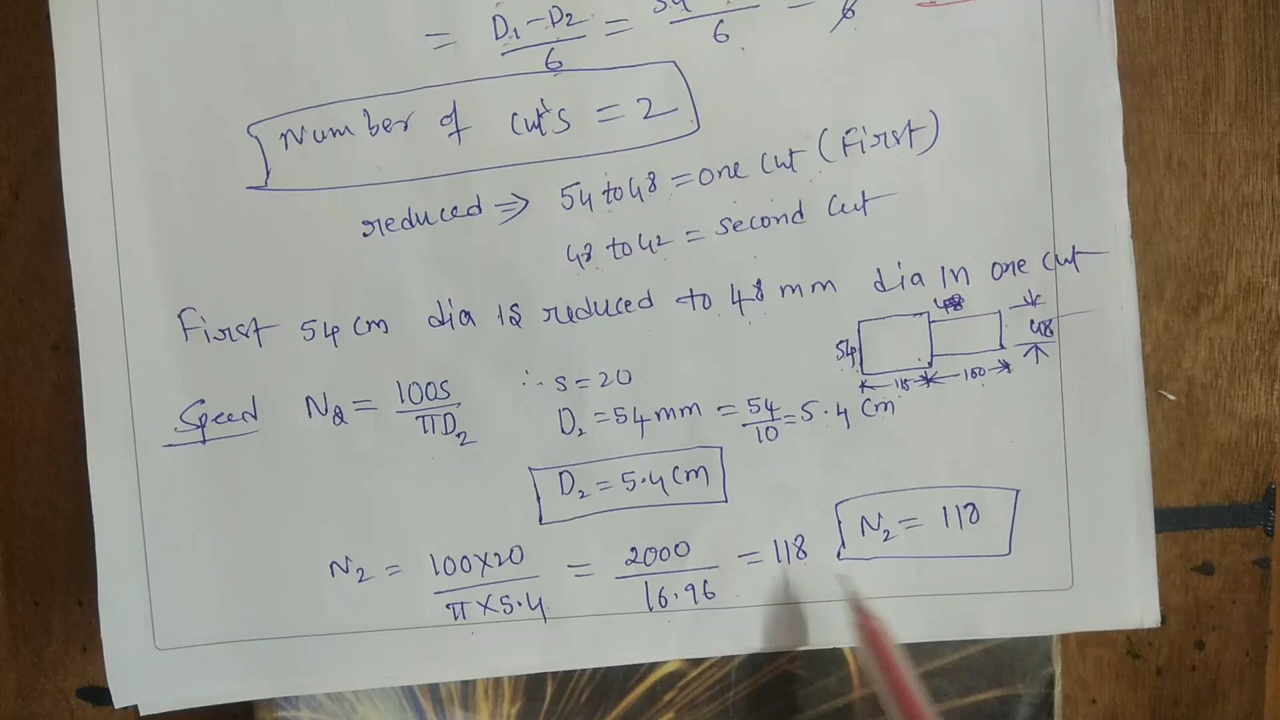 = D₁-D₂/6 = 54/6 = 6
Number of cuts = 2
reduced ⇒ 54 to 48 = one cut (First)
48 to 42 = second cut
First 54 cm dia is reduced to 48 mm dia in one cut
48
54
48
115
100
Speed N₂ = 100S/πD₂ ∴ S = 20
D₂ = 54mm = 54/10 = 5.4 cm
D₂ = 5.4 cm
N₂ = 100×20/π×5.4 = 2000/16.96 = 118
N₂ = 118